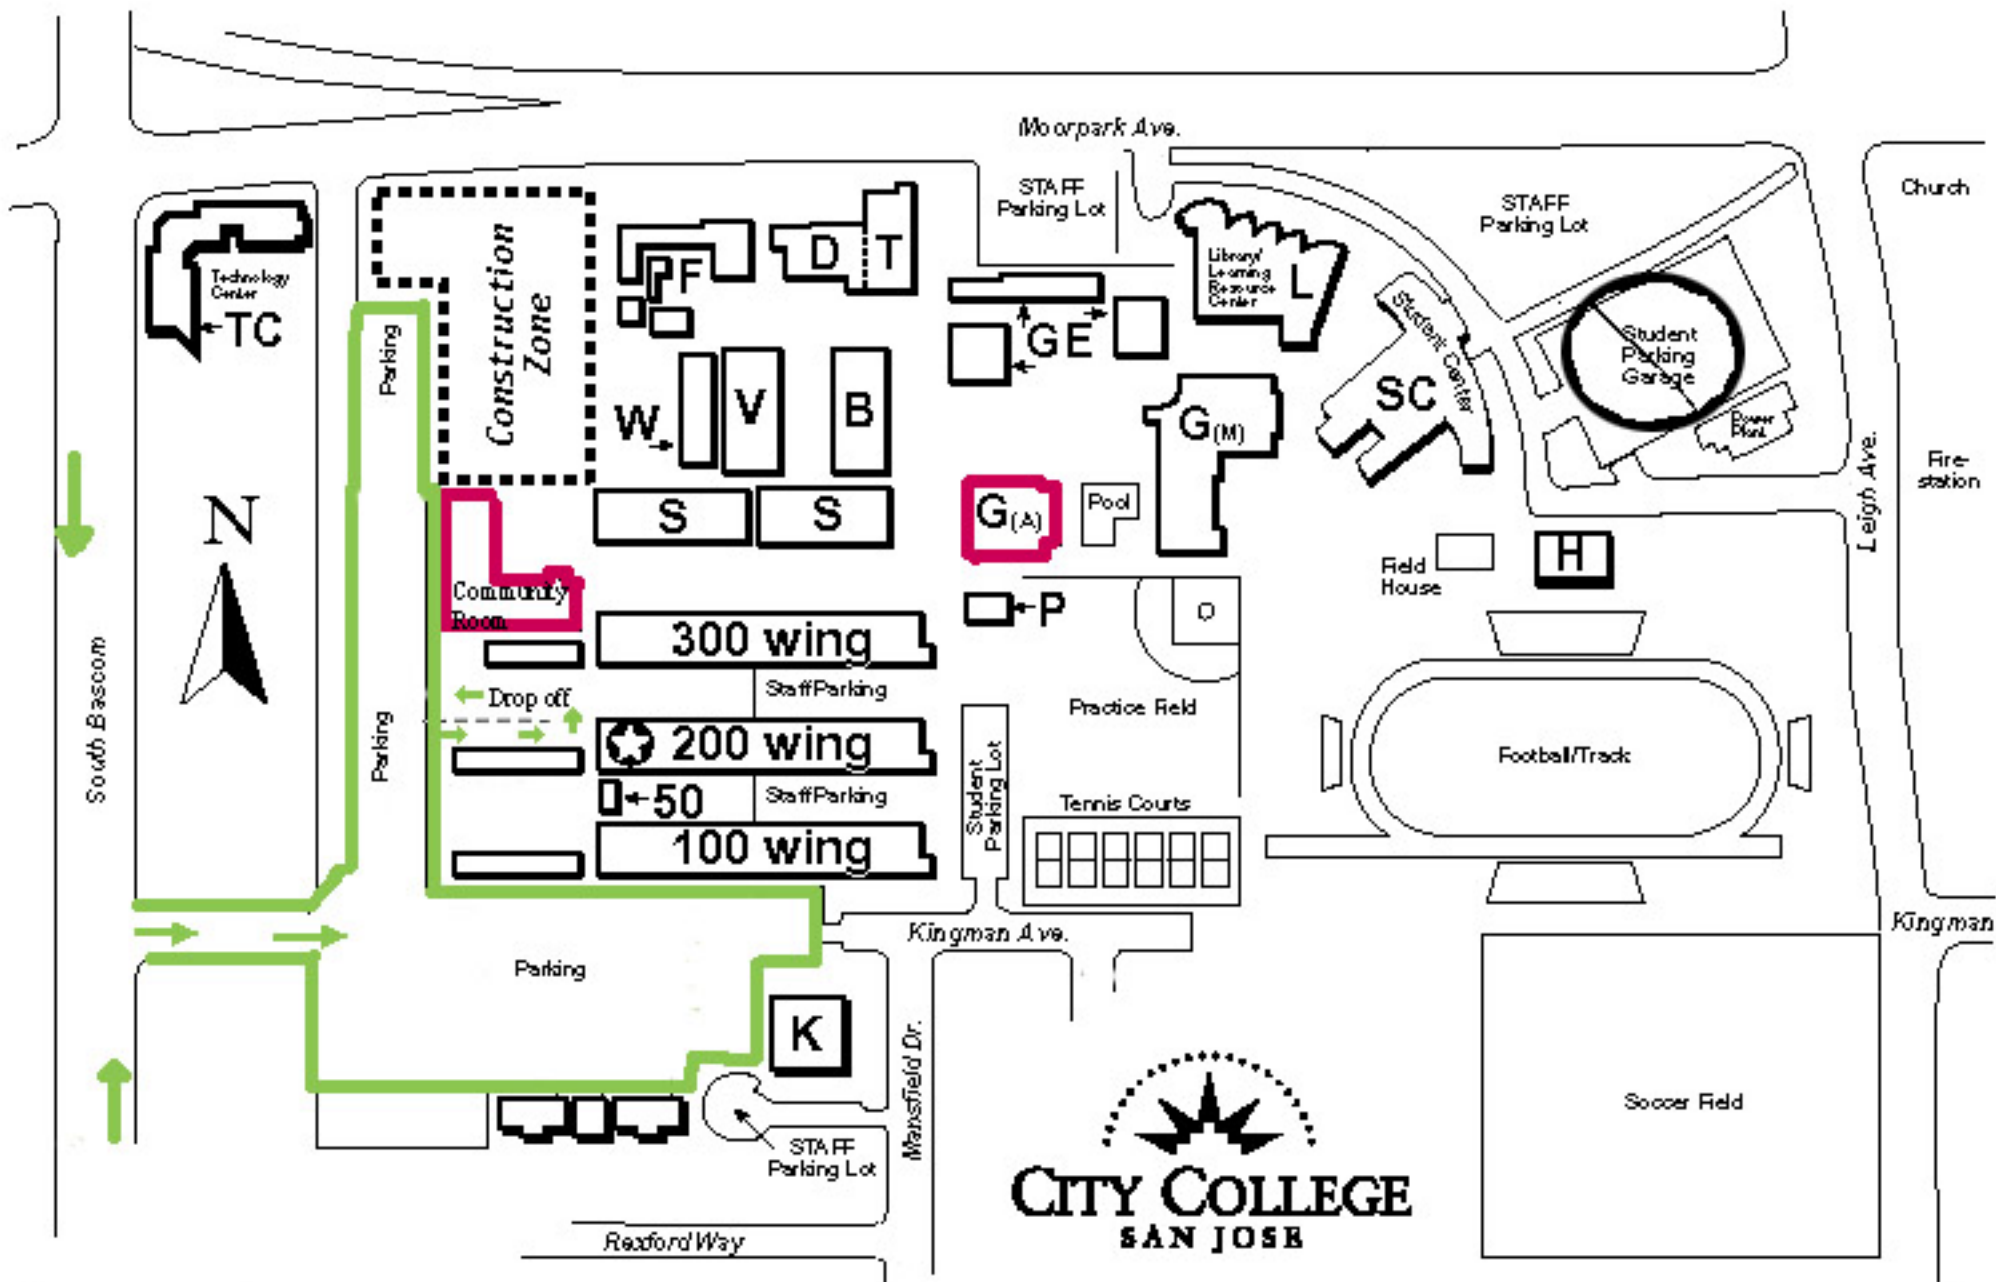 Moorpark Ave.
STAFF
Parking Lot
STAFF
Parking Lot
Church
Technology
Center
TC
Construction
Zone
PF
D
T
Library/
Learning
Resource
Center
L
Student Center
SC
Student
Parking
Garage
Power
Plant
GE
Parking
W
V
B
G(M)
Leigh Ave.
Fire-
station
N
S
S
G(A)
Pool
H
Field
House
Community
Room
P
300 wing
Staff Parking
Drop off
Practice Field
South Bascom
Parking
200 wing
Football/Track
50
Staff Parking
Student
Parking Lot
Tennis Courts
100 wing
Kingman Ave.
Kingman
Parking
K
Mansfield Dr.
Soccer Field
STAFF
Parking Lot
CITY COLLEGE
SAN JOSE
Rexford Way